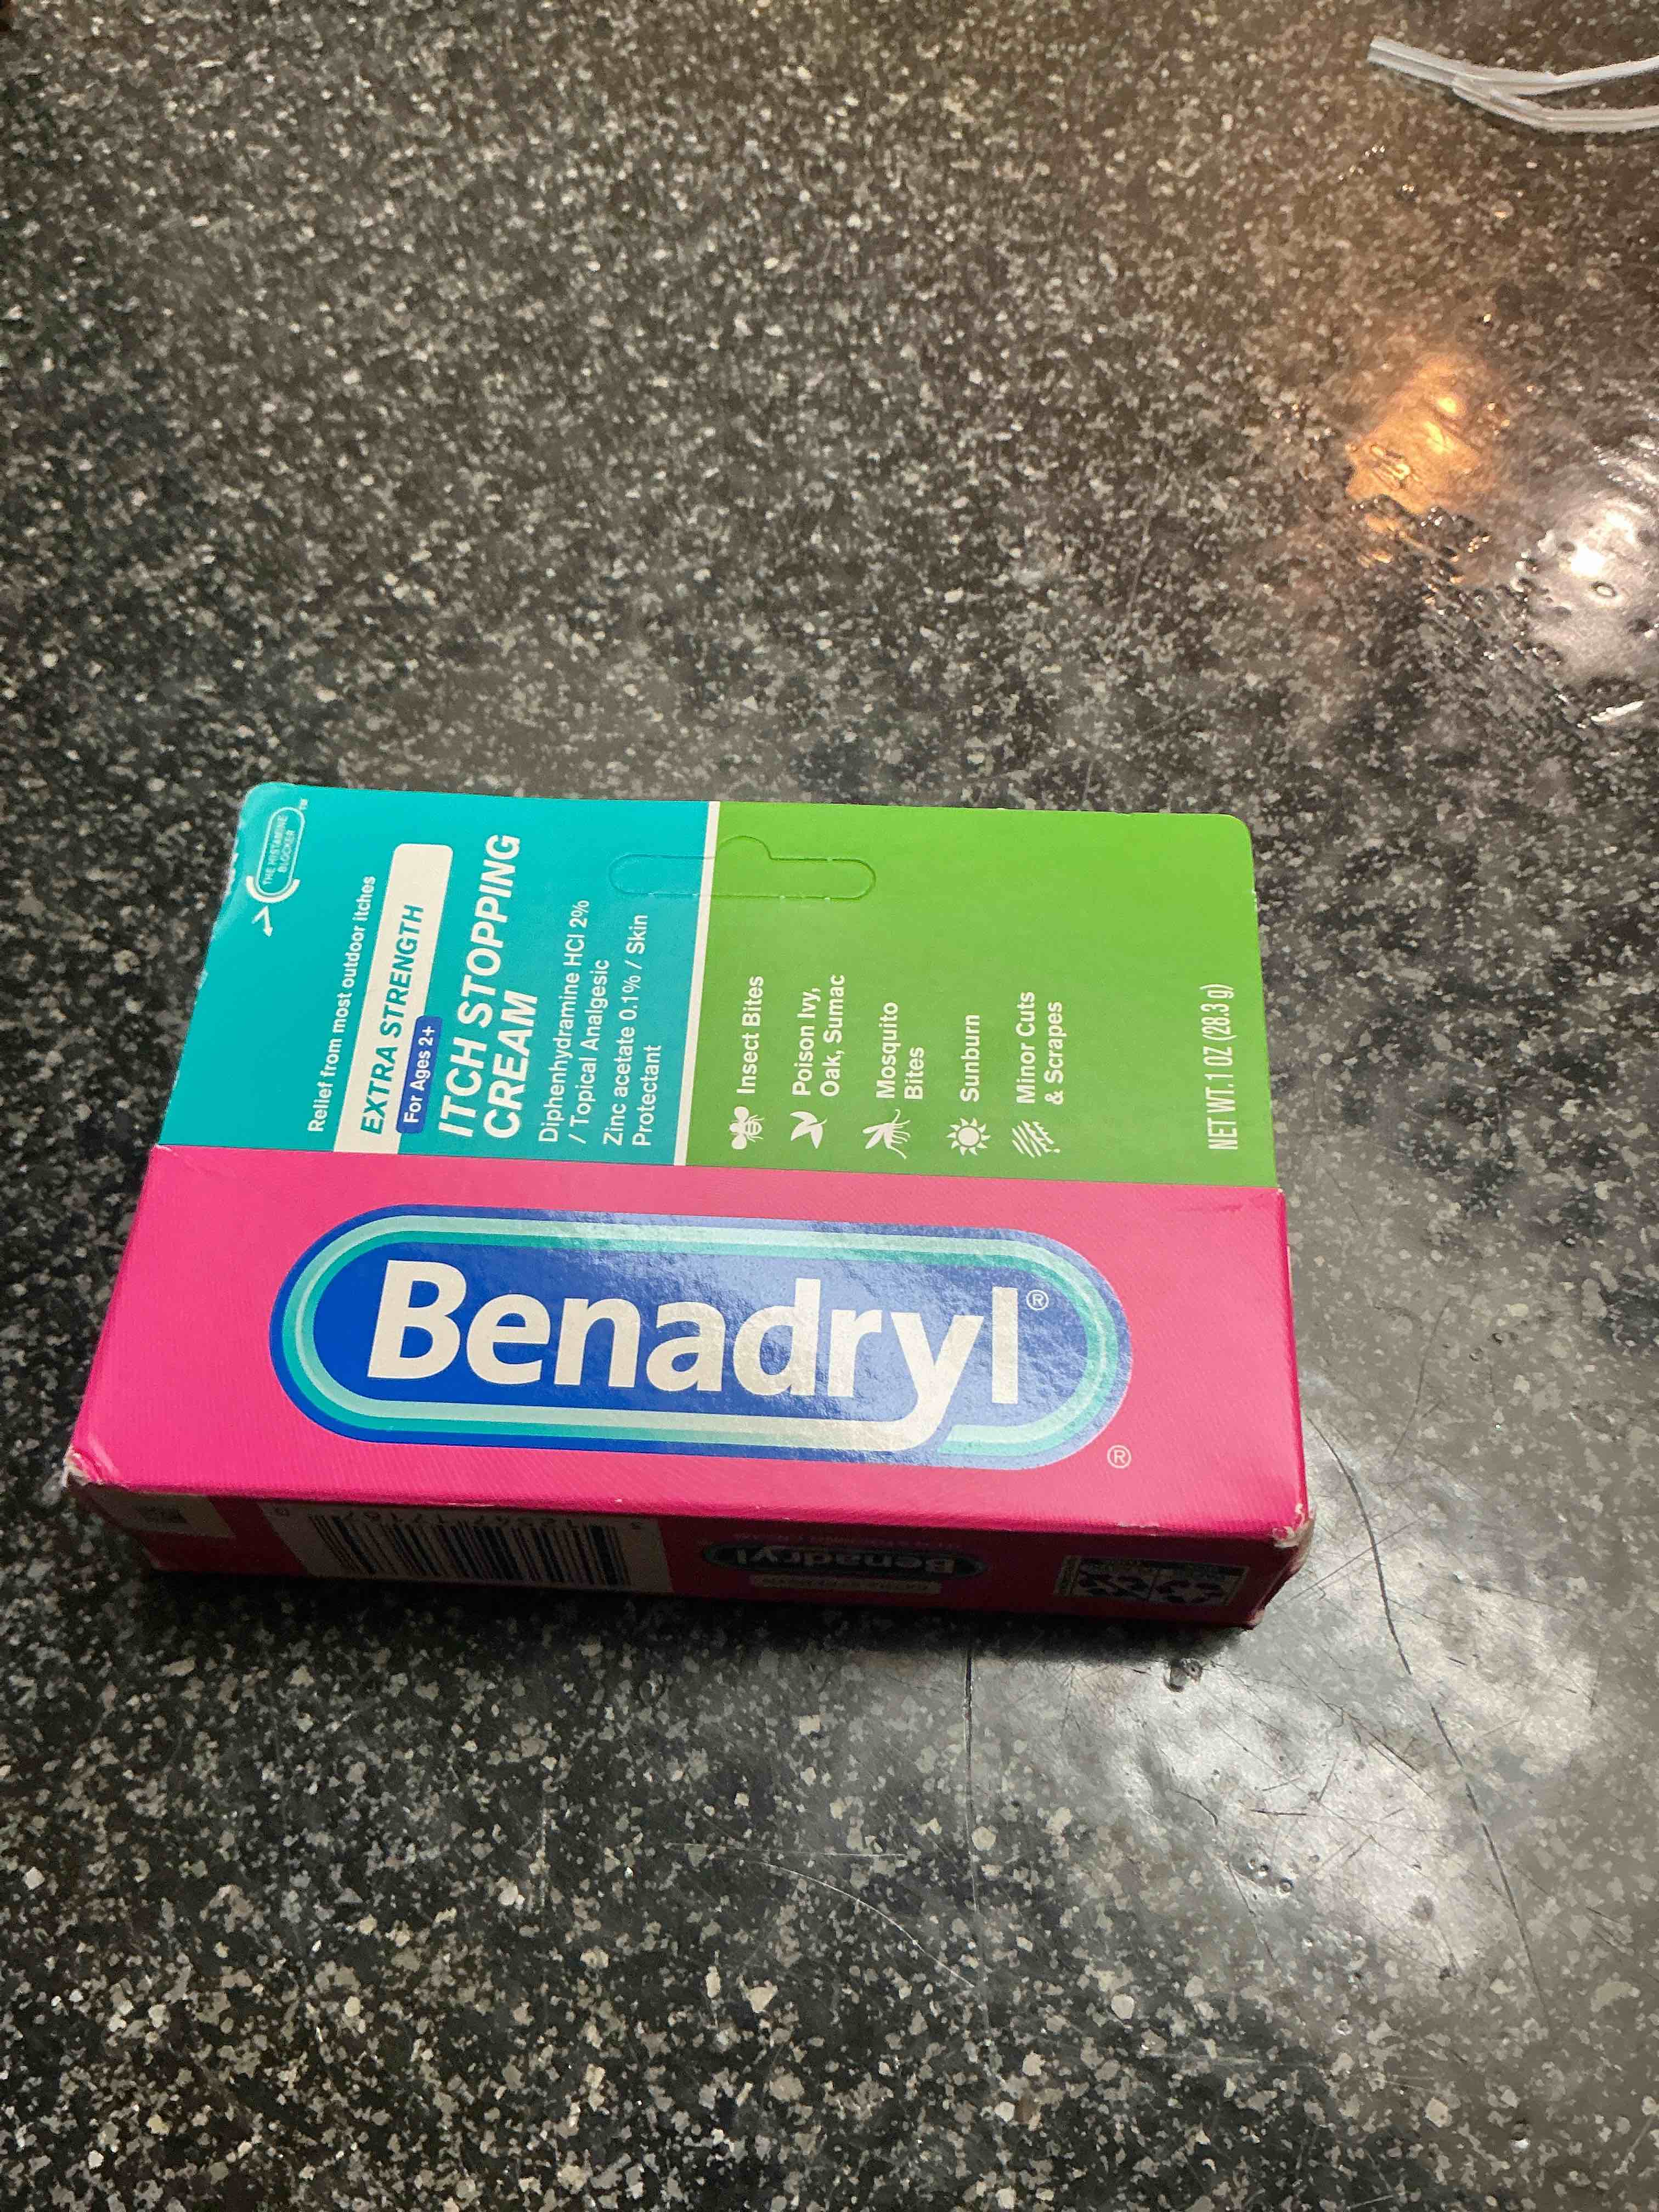 THE HISTAMINE
BLOCKER
TM
Relief from most outdoor itches
EXTRA STRENGTH
For Ages 2+
ITCH STOPPING
CREAM
Diphenhydramine HCl 2%
/ Topical Analgesic
Zinc acetate 0.1% / Skin
Protectant
Insect Bites
Poison Ivy,
Oak, Sumac
Mosquito
Bites
Sunburn
Minor Cuts
& Scrapes
NET WT. 1 OZ (28.3 g)
Benadryl®
®
Benadryl